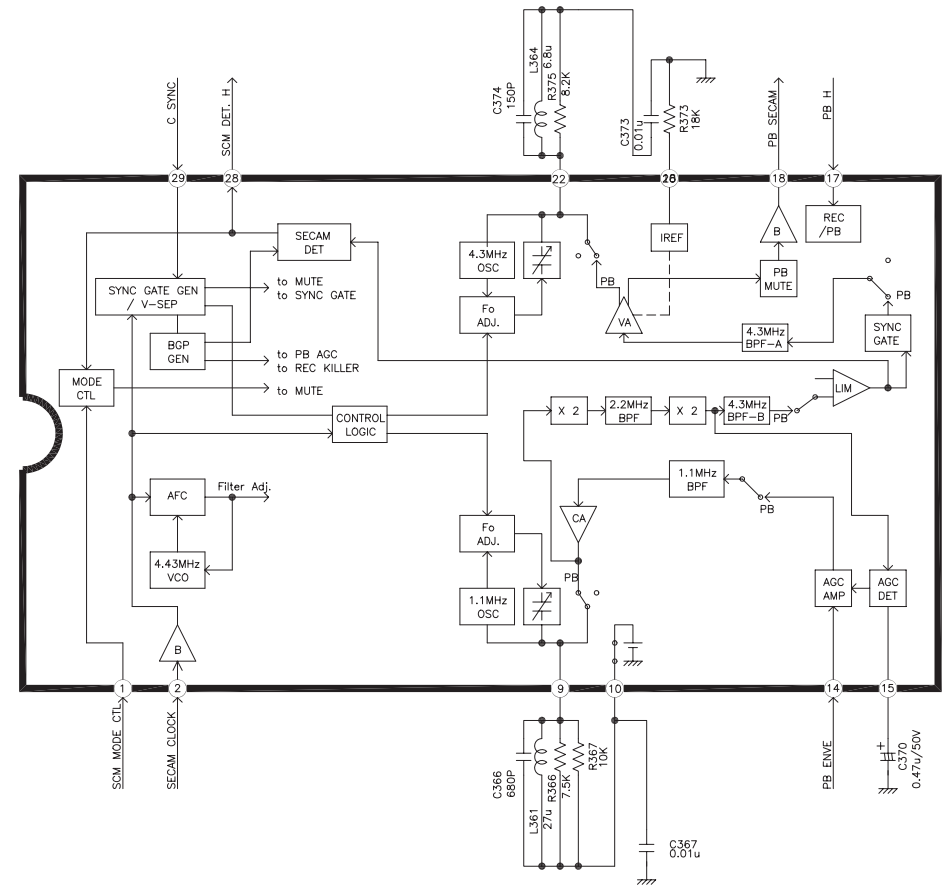 C374
150P
L364
6.8u
R375
8.2K
C373
0.01u
R373
18K
C SYNC
SCM DET. H
PB SECAM
PB H
29
28
22
18
17
SECAM
DET
4.3MHz
OSC
IREF
B
REC
/PB
PB
MUTE
SYNC GATE GEN
/ V-SEP
to MUTE
to SYNC GATE
Fo
ADJ.
PB
VA
PB
4.3MHz
BPF-A
SYNC
GATE
BGP
GEN
to PB AGC
to REC KILLER
MODE
CTL
to MUTE
LIM
CONTROL
LOGIC
X 2
2.2MHz
BPF
X 2
4.3MHz
BPF-B
PB
AFC
Filter Adj.
1.1MHz
BPF
PB
CA
Fo
ADJ.
4.43MHz
VCO
PB
1.1MHz
OSC
AGC
AMP
AGC
DET
B
1
2
9
10
14
15
SCM MODE CTL
SECAM CLOCK
C366
680P
L361
27u
R366
7.5K
R367
10K
C367
0.01u
PB ENVE
+
C370
0.47u/50V